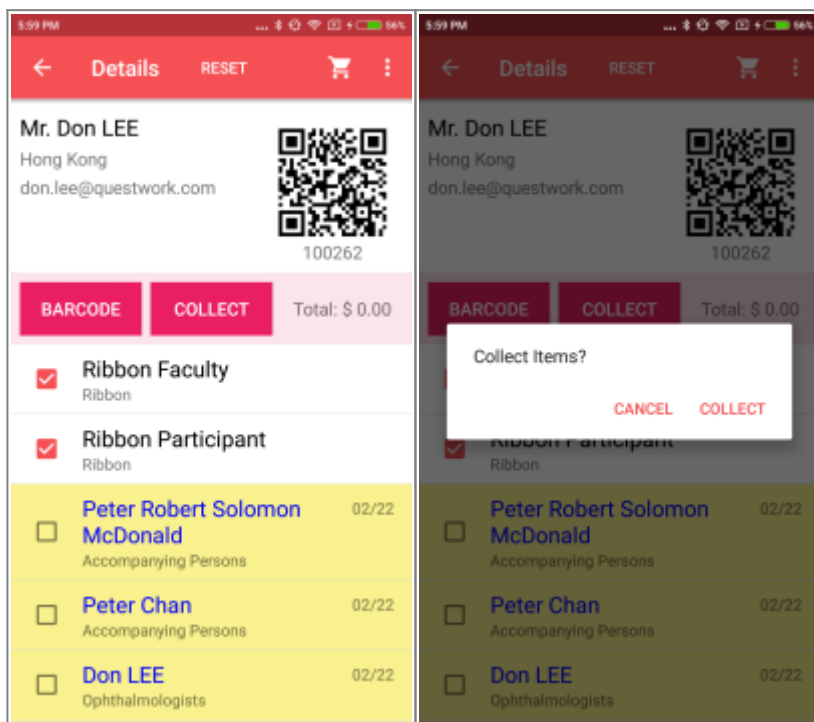 5:59 PM
... 56%
Details RESET
Mr. Don LEE
Hong Kong
don.lee@questwork.com
100262
BARCODE COLLECT Total: $ 0.00
Ribbon Faculty
Ribbon
Ribbon Participant
Ribbon
Peter Robert Solomon 02/22
McDonald
Accompanying Persons
Peter Chan 02/22
Accompanying Persons
Don LEE 02/22
Ophthalmologists
5:59 PM
... 56%
Details RESET
Mr. Don LEE
Hong Kong
don.lee@questwork.com
100262
BARCODE COLLECT Total: $ 0.00
Collect Items?
CANCEL COLLECT
Ribbon Participant
Ribbon
Peter Robert Solomon 02/22
McDonald
Accompanying Persons
Peter Chan 02/22
Accompanying Persons
Don LEE 02/22
Ophthalmologists